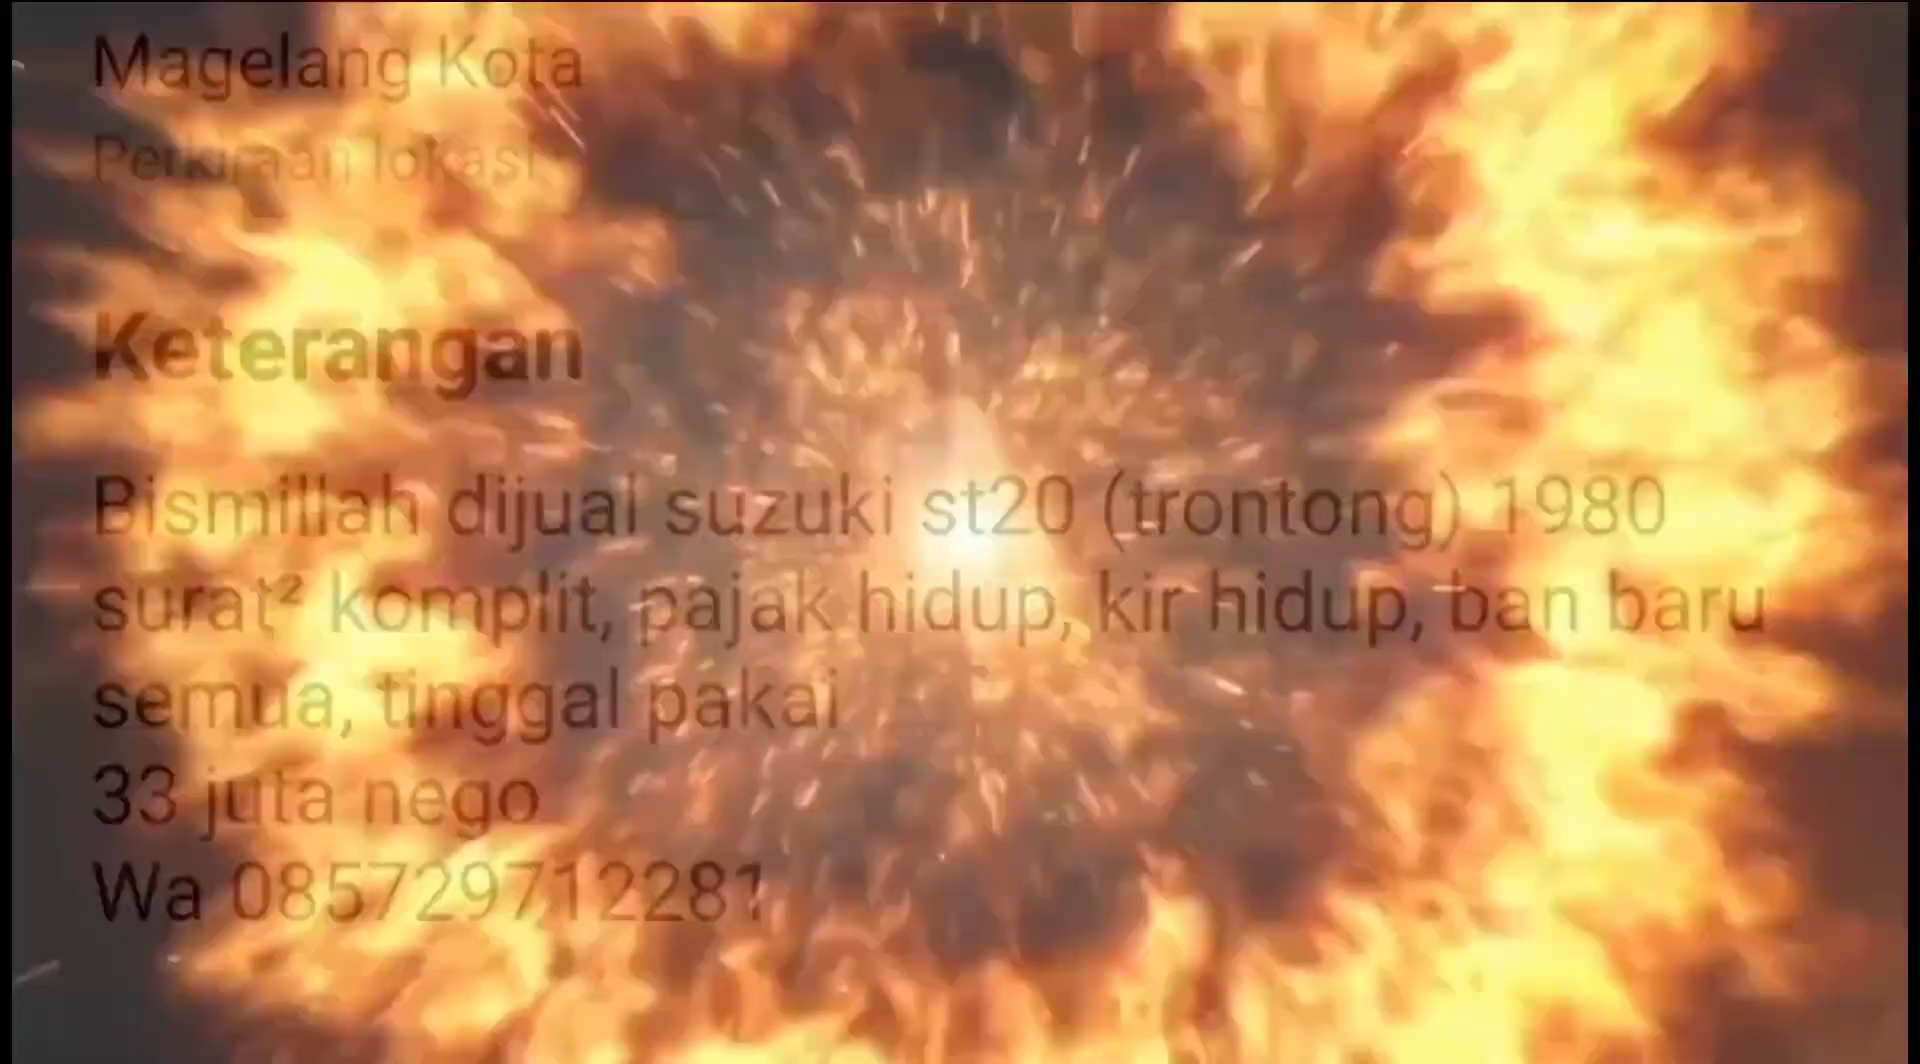 Magelang Kota
Perkiraan lokasi
Keterangan
Bismillah dijual suzuki st20 (trontong) 1980
surat² komplit, pajak hidup, kir hidup, ban baru
semua, tinggal pakai
33 juta nego
Wa 085729712281